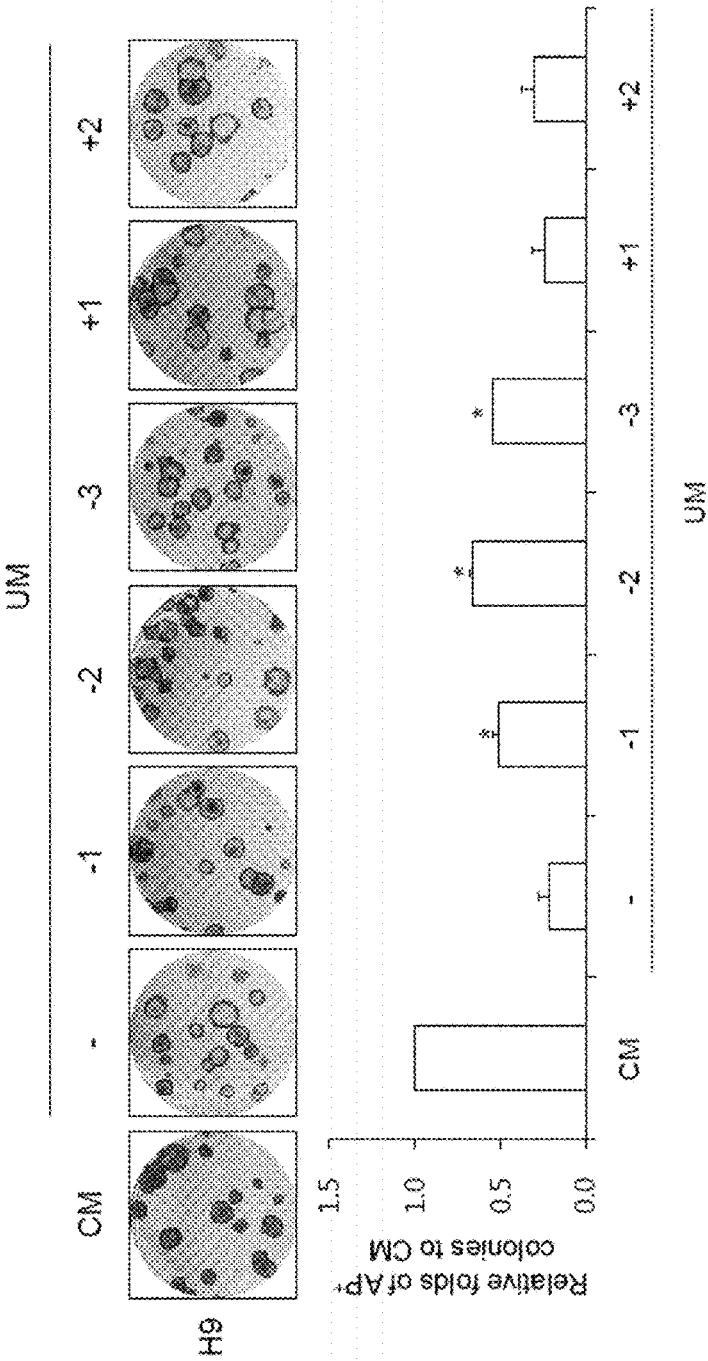 UM
CM - -1 -2 -3 +1 +2
H9
Relative folds of AP+
colonies to CM
1.5
1.0
0.5
0.0
* * *
CM - -1 -2 -3 +1 +2
UM